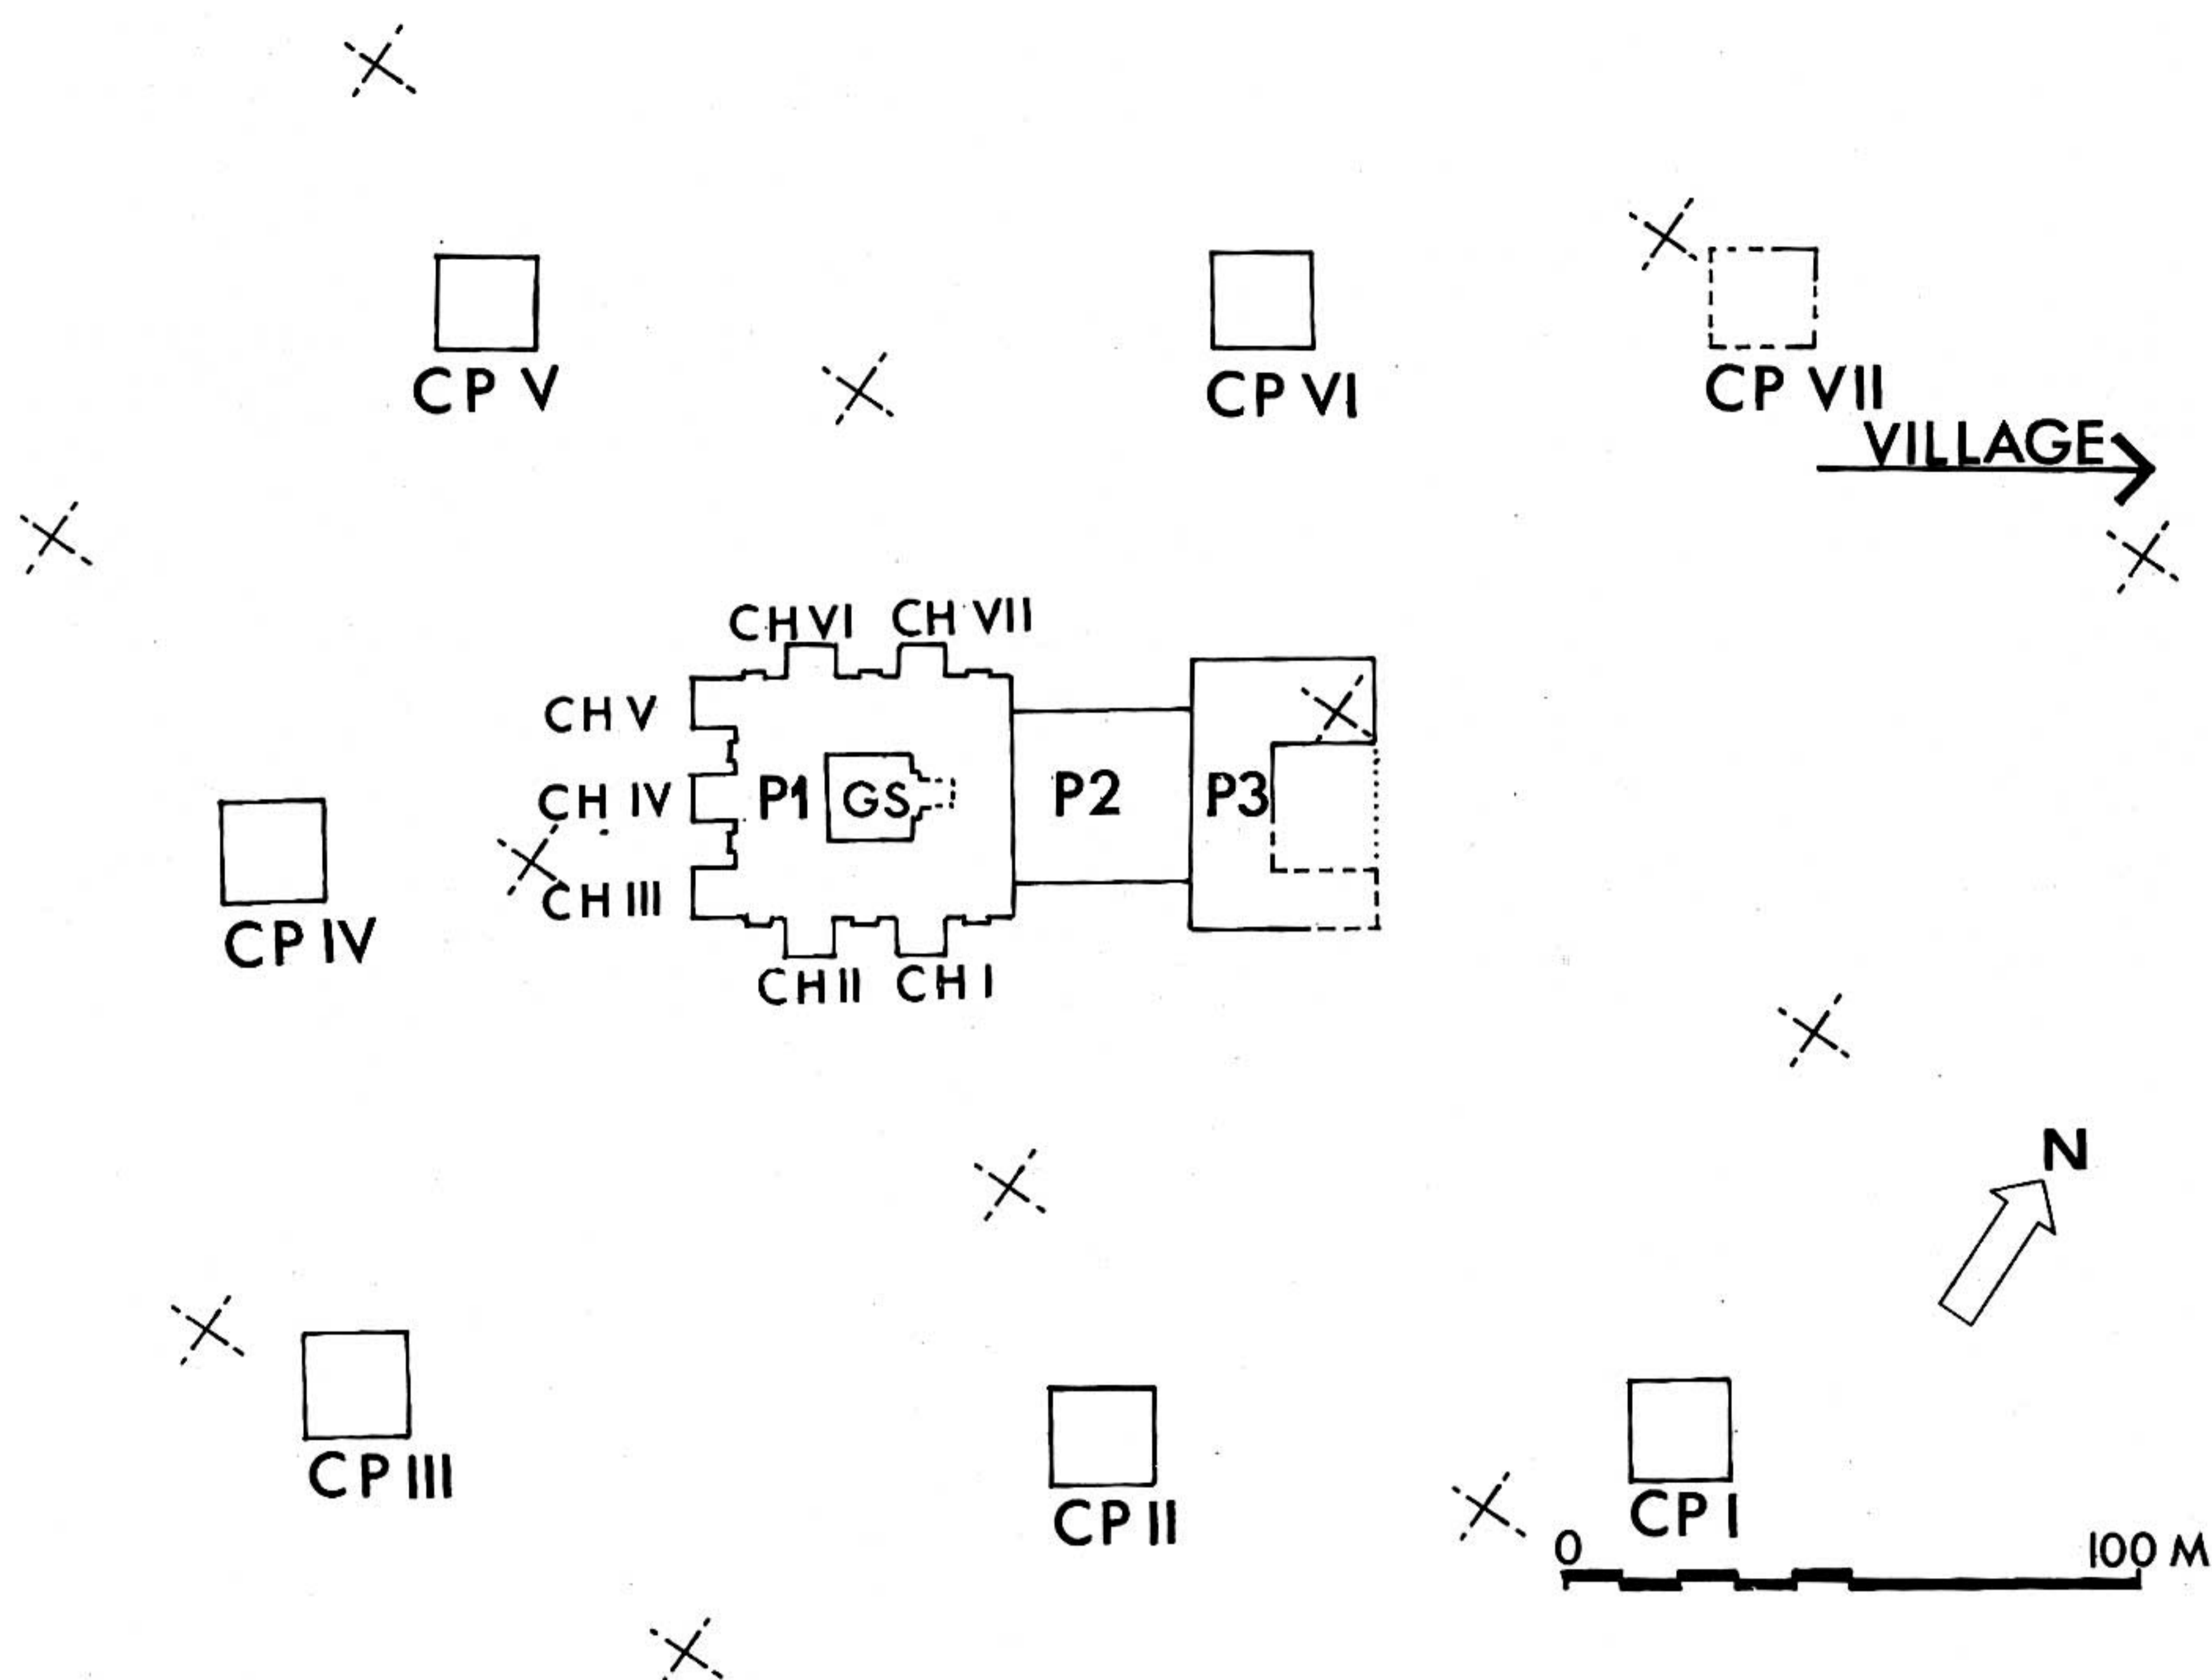 CP V
CP VI
CP VII
VILLAGE
CH VI
CH VII
CH V
CH IV
P1
GS
P2
P3
CH III
CP IV
CH II
CH I
N
CP III
CP II
CP I
0
100 M